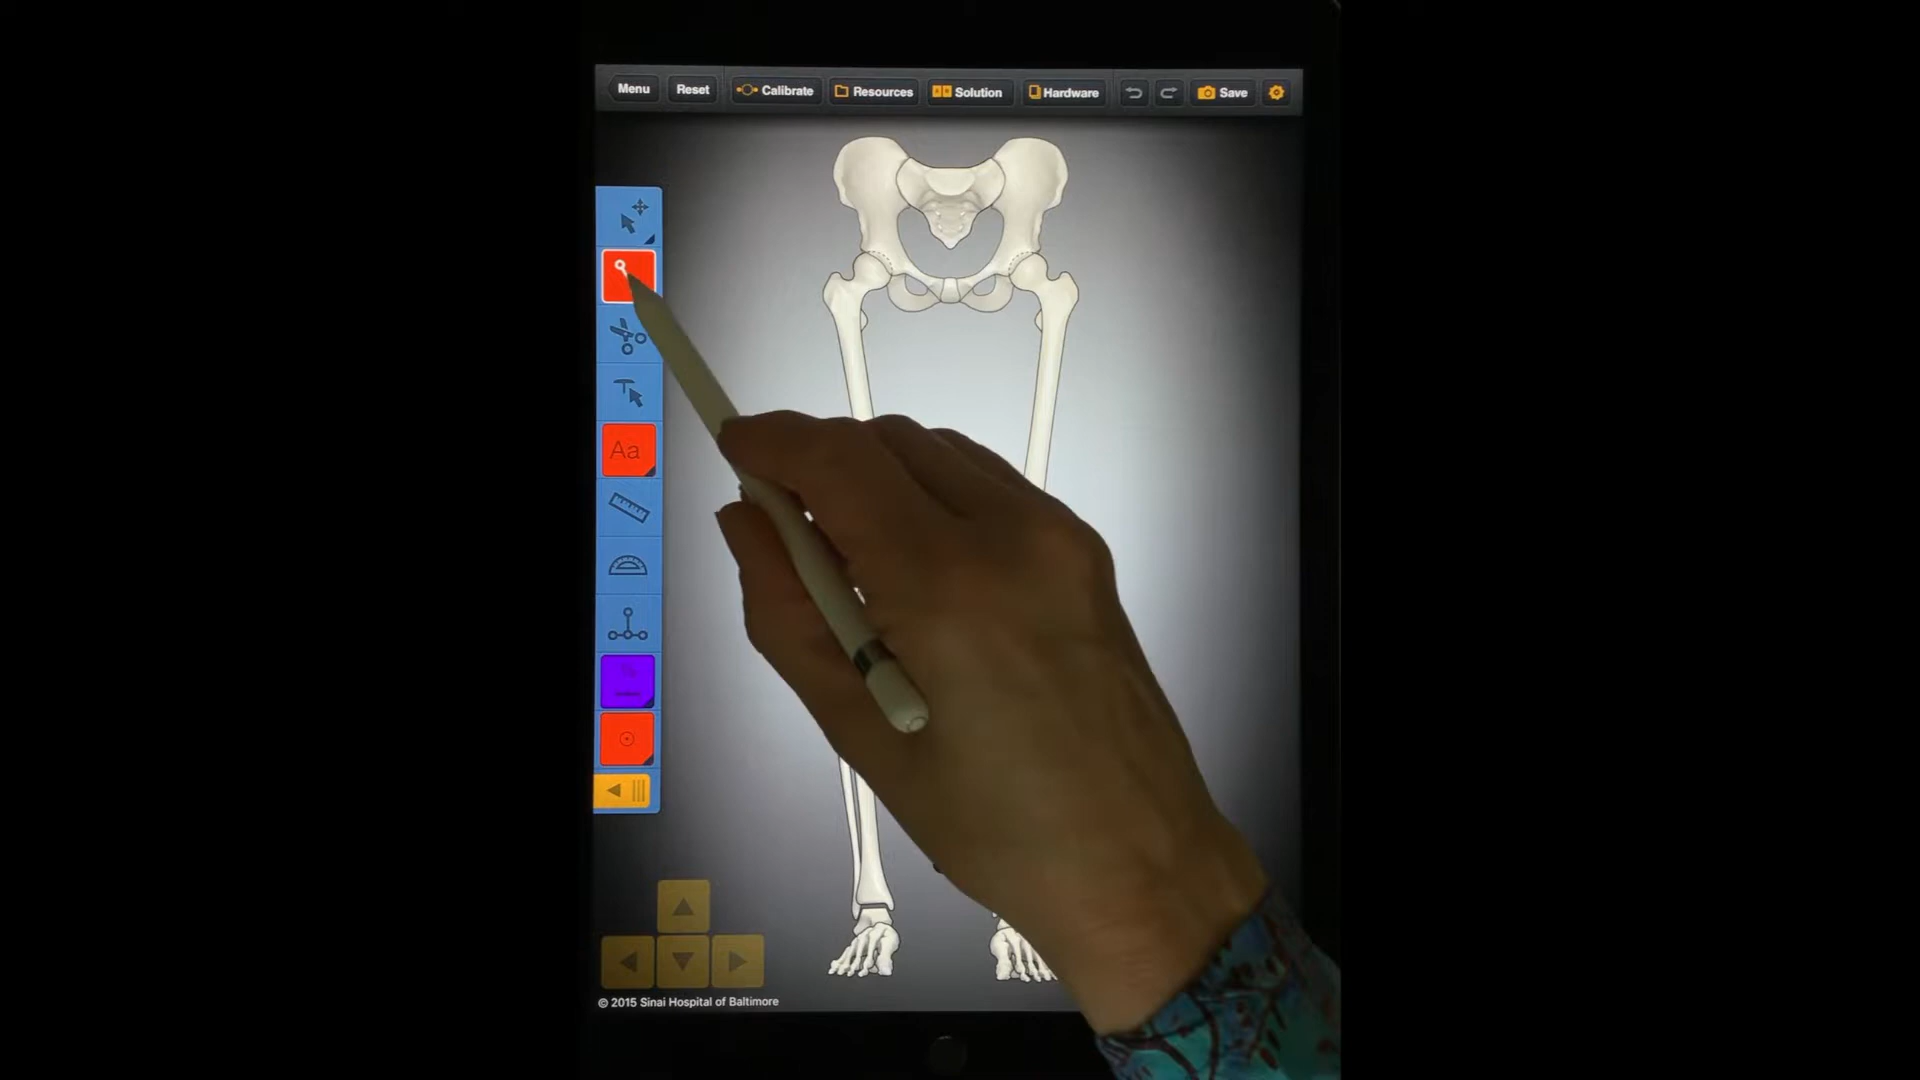 Menu
Reset
Calibrate
Resources
Solution
Hardware
Save
Aa
© 2015 Sinai Hospital of Baltimore